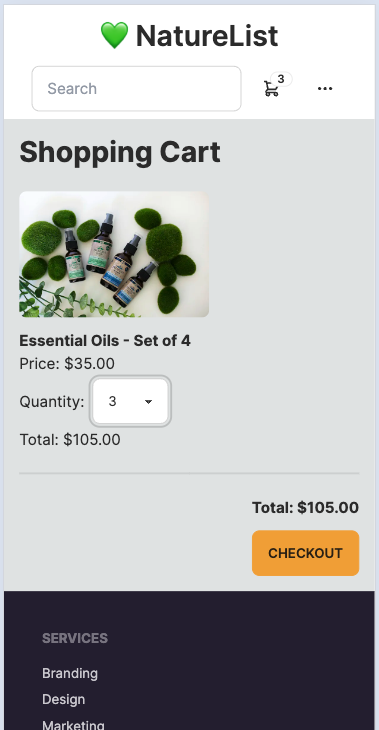 💚 NatureList
Search
3
...
Shopping Cart
Essential Oils - Set of 4
Price: $35.00
Quantity: 3
Total: $105.00
Total: $105.00
CHECKOUT
SERVICES
Branding
Design
Marketing